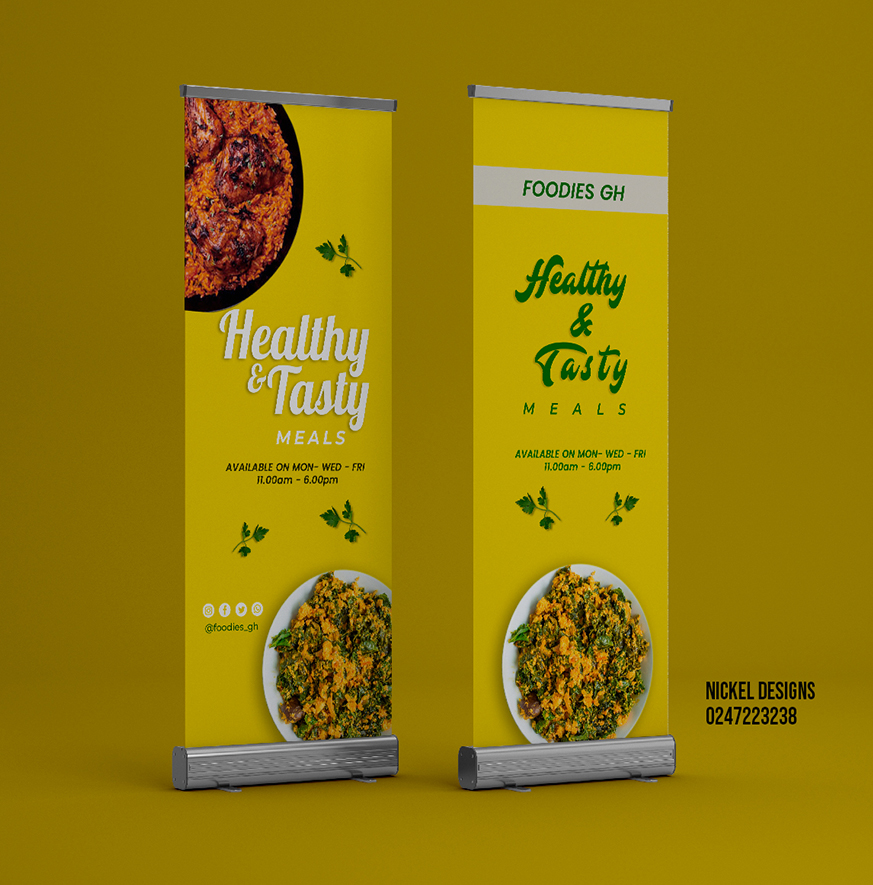 Healthy
& Tasty
MEALS
AVAILABLE ON MON- WED - FRI
11.00am - 6.00pm
@foodies_gh
FOODIES GH
Healthy
&
Tasty
MEALS
AVAILABLE ON MON- WED - FRI
11.00am - 6.00pm
NICKEL DESIGNS
0247223238